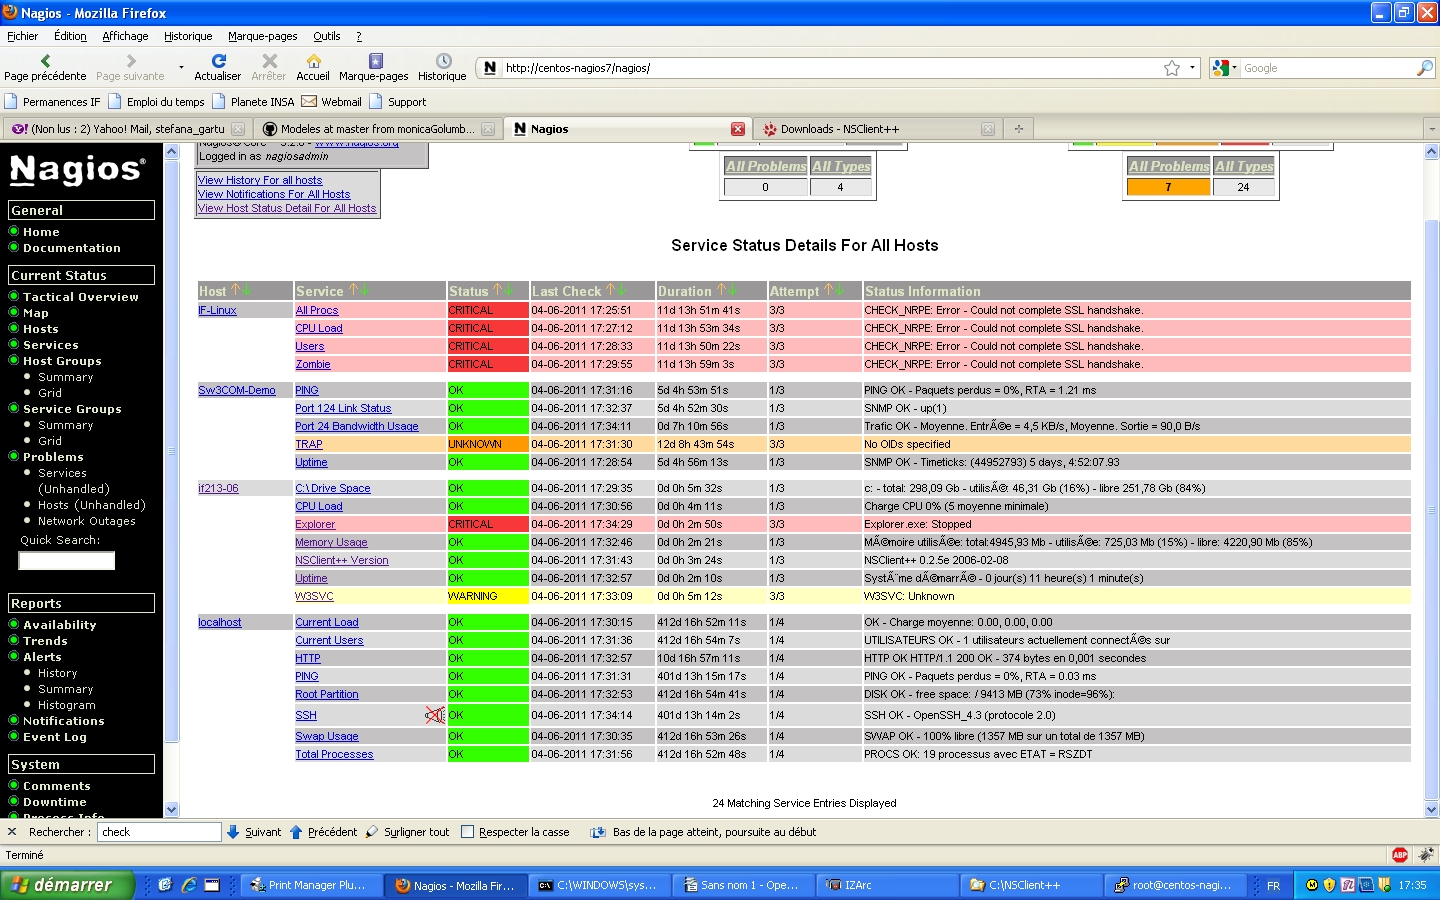 Nagios - Mozilla Firefox
Fichier Édition Affichage Historique Marque-pages Outils ?
Page précédente Page suivante Actualiser Arrêter Accueil Marque-pages Historique http://centos-nagios7/nagios/ Google
Permanences IF Emploi du temps Planete INSA Webmail Support
(Non lus : 2) Yahoo! Mail, stefana_gartu Modeles at master from monicaGolumb... Nagios Downloads - NSClient++
Nagios®
General
Home
Documentation
Current Status
Tactical Overview
Map
Hosts
Services
Host Groups
Summary
Grid
Service Groups
Summary
Grid
Problems
Services
(Unhandled)
Hosts (Unhandled)
Network Outages
Quick Search:
Reports
Availability
Trends
Alerts
History
Summary
Histogram
Notifications
Event Log
System
Comments
Downtime
Process Info
Nagios® Core™ 3.2.0 - www.nagios.org
Logged in as nagiosadmin
View History For all hosts
View Notifications For All Hosts
View Host Status Detail For All Hosts
All Problems All Types
0 4
All Problems All Types
7 24
Service Status Details For All Hosts
Host Service Status Last Check Duration Attempt Status Information
IF-Linux All Procs CRITICAL 04-06-2011 17:25:51 11d 13h 51m 41s 3/3 CHECK_NRPE: Error - Could not complete SSL handshake.
CPU Load CRITICAL 04-06-2011 17:27:12 11d 13h 53m 34s 3/3 CHECK_NRPE: Error - Could not complete SSL handshake.
Users CRITICAL 04-06-2011 17:28:33 11d 13h 50m 22s 3/3 CHECK_NRPE: Error - Could not complete SSL handshake.
Zombie CRITICAL 04-06-2011 17:29:55 11d 13h 59m 3s 3/3 CHECK_NRPE: Error - Could not complete SSL handshake.
Sw3COM-Demo PING OK 04-06-2011 17:31:16 5d 4h 53m 51s 1/3 PING OK - Paquets perdus = 0%, RTA = 1.21 ms
Port 124 Link Status OK 04-06-2011 17:32:37 5d 4h 52m 30s 1/3 SNMP OK - up(1)
Port 24 Bandwidth Usage OK 04-06-2011 17:34:11 0d 7h 10m 56s 1/3 Trafic OK - Moyenne. EntrÃ©e = 4,5 KB/s, Moyenne. Sortie = 90,0 B/s
TRAP UNKNOWN 04-06-2011 17:31:30 12d 8h 43m 54s 3/3 No OIDs specified
Uptime OK 04-06-2011 17:28:54 5d 4h 56m 13s 1/3 SNMP OK - Timeticks: (44952793) 5 days, 4:52:07.93
if213-06 C:\ Drive Space OK 04-06-2011 17:29:35 0d 0h 5m 32s 1/3 c: - total: 298,09 Gb - utilisÃ©: 46,31 Gb (16%) - libre 251,78 Gb (84%)
CPU Load OK 04-06-2011 17:30:56 0d 0h 4m 11s 1/3 Charge CPU 0% (5 moyenne minimale)
Explorer CRITICAL 04-06-2011 17:34:29 0d 0h 2m 50s 3/3 Explorer.exe: Stopped
Memory Usage OK 04-06-2011 17:32:46 0d 0h 2m 21s 1/3 MÃ©moire utilisÃ©e: total:4945,93 Mb - utilisÃ©e: 725,03 Mb (15%) - libre: 4220,90 Mb (85%)
NSClient++ Version OK 04-06-2011 17:31:43 0d 0h 3m 24s 1/3 NSClient++ 0.2.5e 2006-02-08
Uptime OK 04-06-2011 17:32:57 0d 0h 2m 10s 1/3 SystÃ¨me dÃ©marrÃ© - 0 jour(s) 11 heure(s) 1 minute(s)
W3SVC WARNING 04-06-2011 17:33:09 0d 0h 5m 12s 3/3 W3SVC: Unknown
localhost Current Load OK 04-06-2011 17:30:15 412d 16h 52m 11s 1/4 OK - Charge moyenne: 0.00, 0.00, 0.00
Current Users OK 04-06-2011 17:31:36 412d 16h 54m 7s 1/4 UTILISATEURS OK - 1 utilisateurs actuellement connectÃ©s sur
HTTP OK 04-06-2011 17:32:57 10d 16h 57m 11s 1/4 HTTP OK HTTP/1.1 200 OK - 374 bytes en 0,001 secondes
PING OK 04-06-2011 17:31:31 401d 13h 15m 17s 1/4 PING OK - Paquets perdus = 0%, RTA = 0.03 ms
Root Partition OK 04-06-2011 17:32:53 412d 16h 54m 41s 1/4 DISK OK - free space: / 9413 MB (73% inode=96%):
SSH OK 04-06-2011 17:34:14 401d 13h 14m 2s 1/4 SSH OK - OpenSSH_4.3 (protocole 2.0)
Swap Usage OK 04-06-2011 17:30:35 412d 16h 53m 26s 1/4 SWAP OK - 100% libre (1357 MB sur un total de 1357 MB)
Total Processes OK 04-06-2011 17:31:56 412d 16h 52m 48s 1/4 PROCS OK: 19 processus avec ETAT = RSZDT
24 Matching Service Entries Displayed
Rechercher : check Suivant Précédent Surligner tout Respecter la casse Bas de la page atteint, poursuite au début
Terminé ABP
démarrer Print Manager Plu... Nagios - Mozilla Fir... C:\WINDOWS\sys... Sans nom 1 - Ope... IZArc C:\NSClient++ root@centos-nagi... FR 17:35